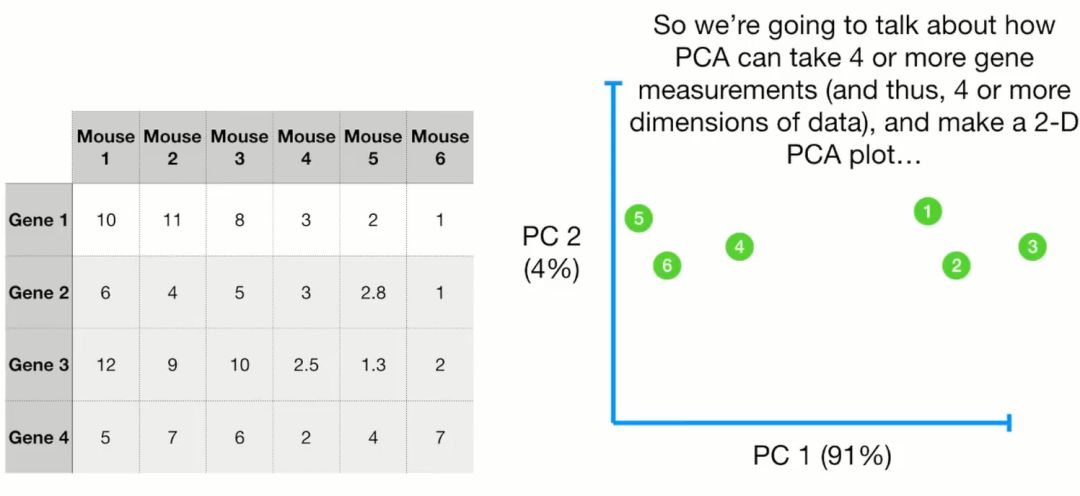 So we’re going to talk about how
PCA can take 4 or more gene
measurements (and thus, 4 or more
dimensions of data), and make a 2-D
PCA plot…
Mouse 1 Mouse 2 Mouse 3 Mouse 4 Mouse 5 Mouse 6
Gene 1 10 11 8 3 2 1
Gene 2 6 4 5 3 2.8 1
Gene 3 12 9 10 2.5 1.3 2
Gene 4 5 7 6 2 4 7
PC 2
(4%)
5
6
4
1
2
3
PC 1 (91%)